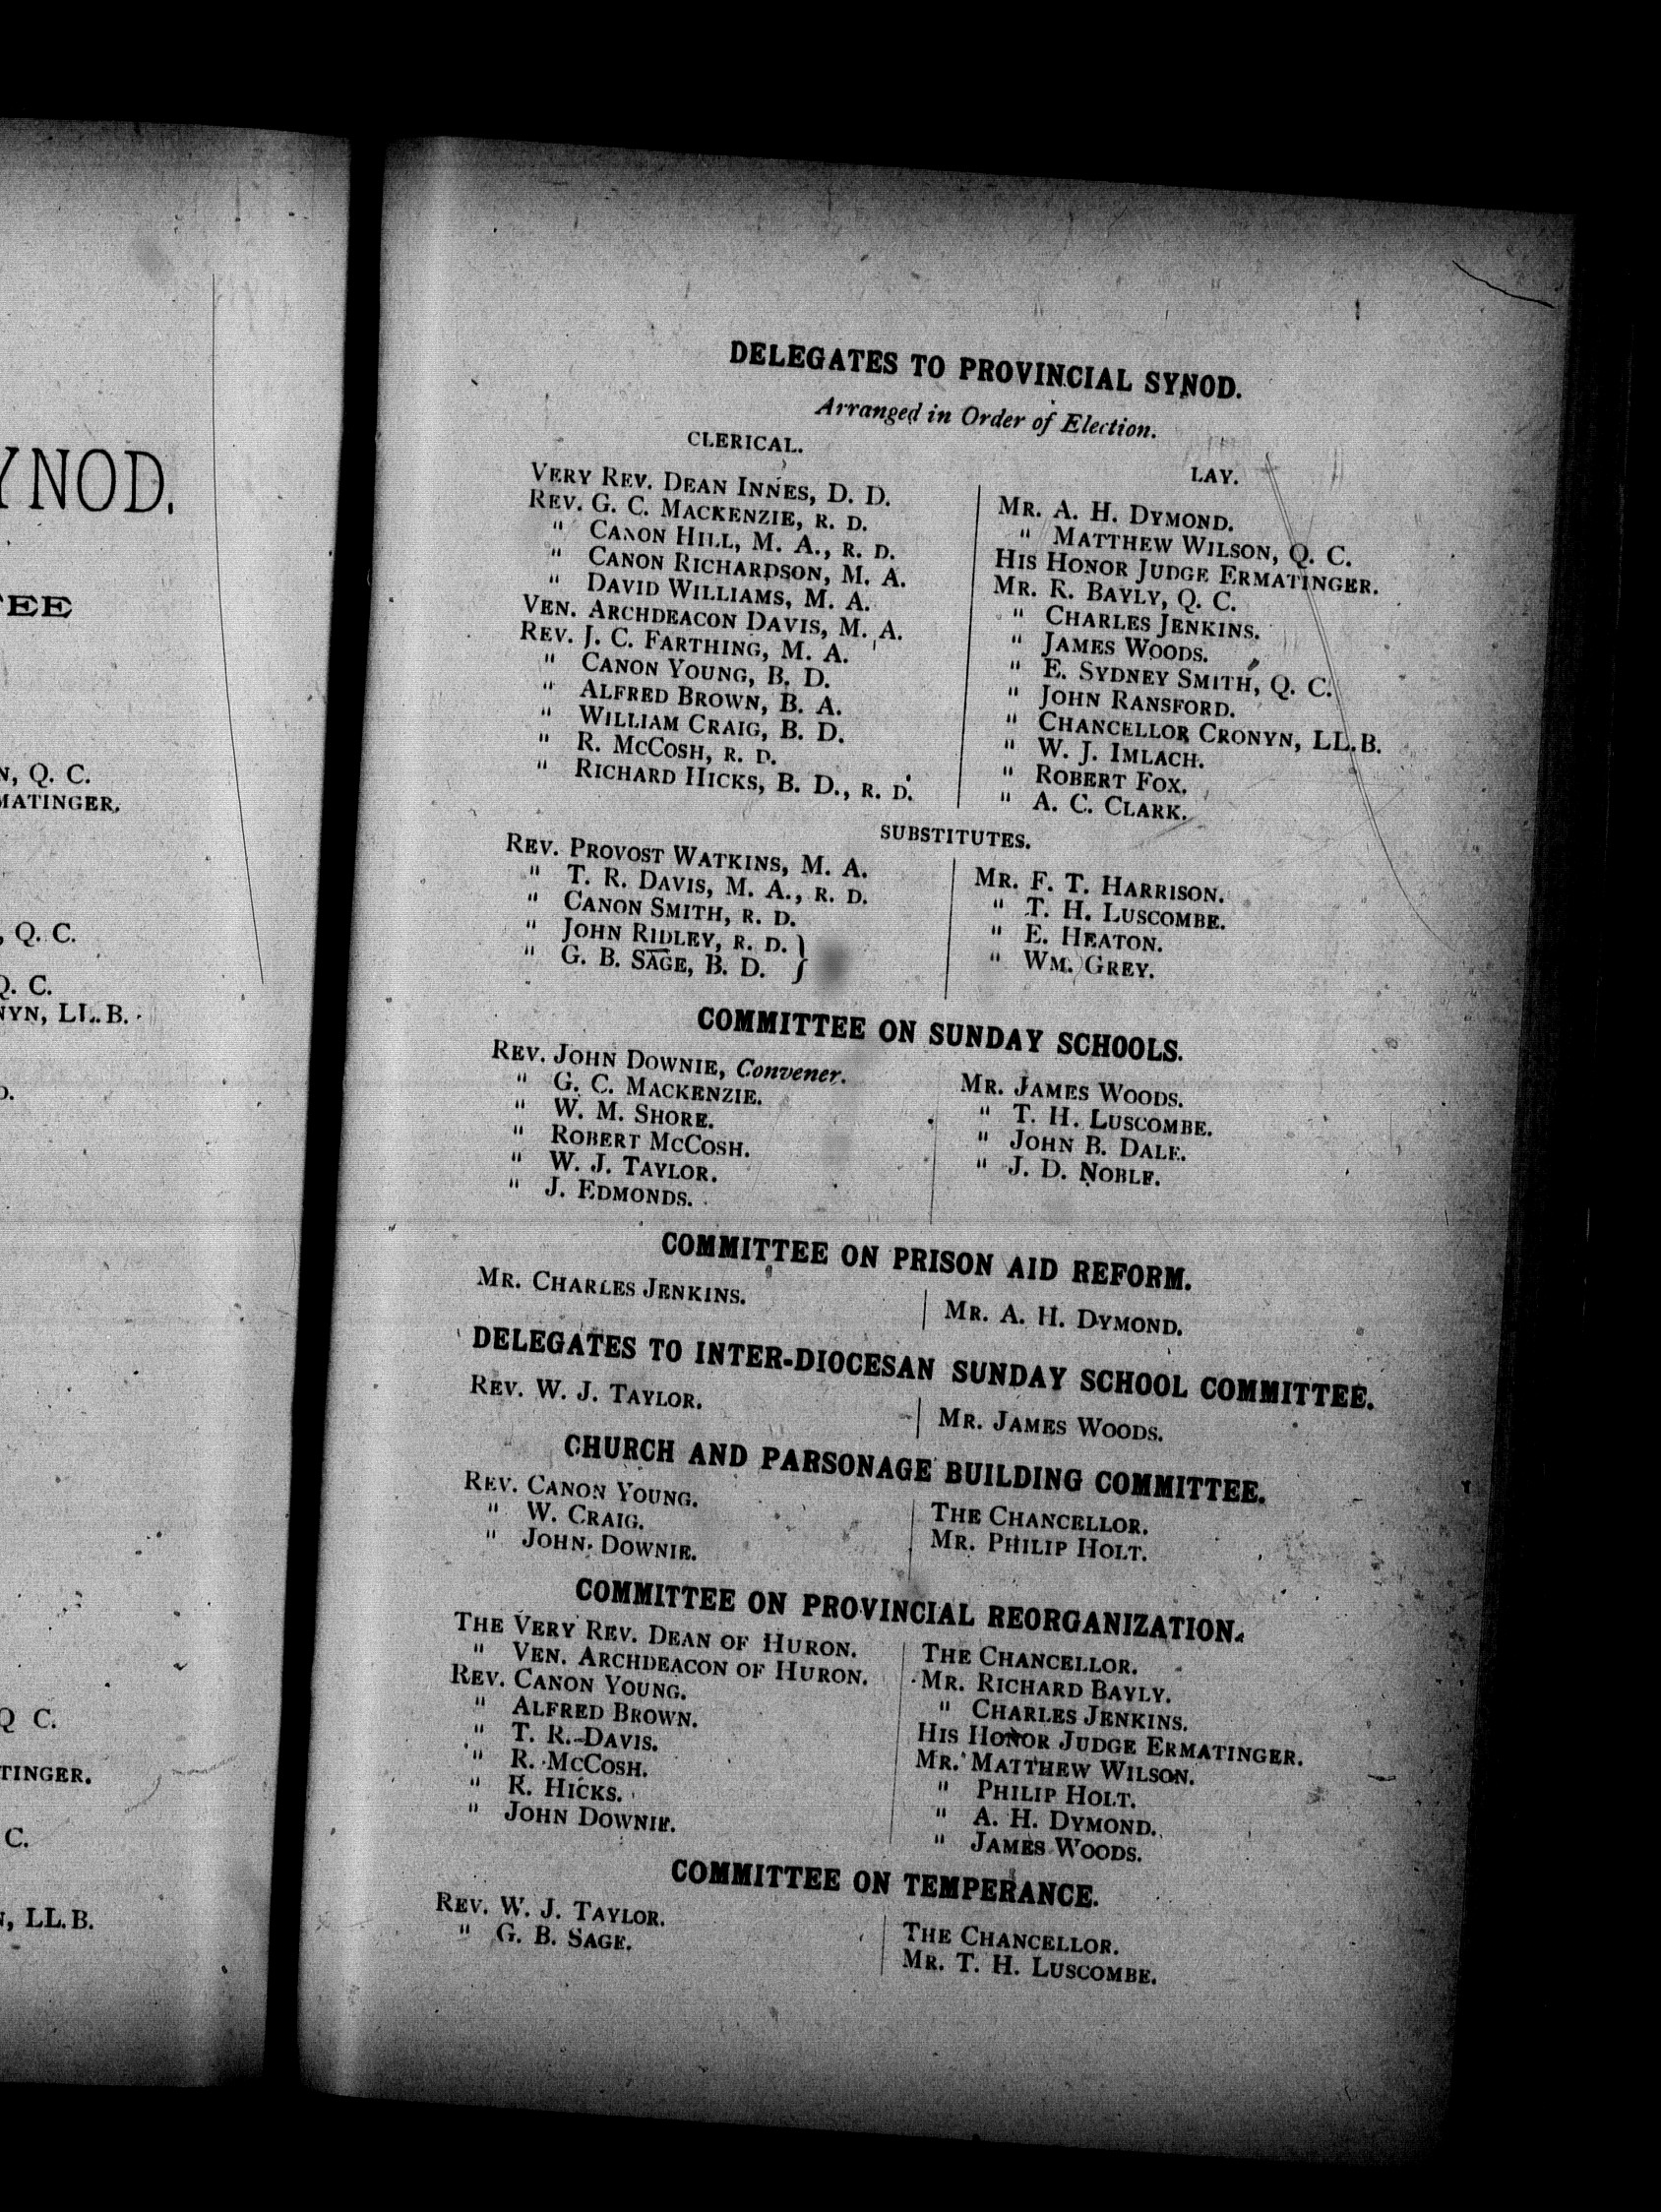 YNOD.
TEE
N, Q. C.
MATINGER.
, Q. C.
Q. C.
NYN, LL.B.
Q C.
TINGER.
C.
, LL.B.
DELEGATES TO PROVINCIAL SYNOD.
Arranged in Order of Election.
CLERICAL.
VERY REV. DEAN INNES, D. D.
REV. G. C. MACKENZIE, R. D.
" CANON HILL, M. A., R. D.
" CANON RICHARDSON, M. A.
" DAVID WILLIAMS, M. A.
VEN. ARCHDEACON DAVIS, M. A.
REV. J. C. FARTHING, M. A.
" CANON YOUNG, B. D.
" ALFRED BROWN, B. A.
" WILLIAM CRAIG, B. D.
" R. MCCOSH, R. D.
" RICHARD HICKS, B. D., R. D.
LAY.
MR. A. H. DYMOND.
" MATTHEW WILSON, Q. C.
HIS HONOR JUDGE ERMATINGER.
MR. R. BAYLY, Q. C.
" CHARLES JENKINS.
" JAMES WOODS.
" E. SYDNEY SMITH, Q. C.
" JOHN RANSFORD.
" CHANCELLOR CRONYN, LL.B.
" W. J. IMLACH.
" ROBERT FOX.
" A. C. CLARK.
SUBSTITUTES.
REV. PROVOST WATKINS, M. A.
" T. R. DAVIS, M. A., R. D.
" CANON SMITH, R. D.
" JOHN RIDLEY, R. D. }
" G. B. SAGE, B. D. }
MR. F. T. HARRISON.
" T. H. LUSCOMBE.
" E. HEATON.
" WM. GREY.
COMMITTEE ON SUNDAY SCHOOLS.
REV. JOHN DOWNIE, Convener.
" G. C. MACKENZIE.
" W. M. SHORE.
" ROBERT MCCOSH.
" W. J. TAYLOR.
" J. EDMONDS.
MR. JAMES WOODS.
" T. H. LUSCOMBE.
" JOHN B. DALE.
" J. D. NOBLE.
COMMITTEE ON PRISON AID REFORM.
MR. CHARLES JENKINS.
MR. A. H. DYMOND.
DELEGATES TO INTER-DIOCESAN SUNDAY SCHOOL COMMITTEE.
REV. W. J. TAYLOR.
MR. JAMES WOODS.
CHURCH AND PARSONAGE BUILDING COMMITTEE.
REV. CANON YOUNG.
" W. CRAIG.
" JOHN DOWNIE.
THE CHANCELLOR.
MR. PHILIP HOLT.
COMMITTEE ON PROVINCIAL REORGANIZATION.
THE VERY REV. DEAN OF HURON.
" VEN. ARCHDEACON OF HURON.
REV. CANON YOUNG.
" ALFRED BROWN.
" T. R. DAVIS.
" R. MCCOSH.
" R. HICKS.
" JOHN DOWNIE.
THE CHANCELLOR.
MR. RICHARD BAYLY.
" CHARLES JENKINS.
HIS HONOR JUDGE ERMATINGER.
MR. MATTHEW WILSON.
" PHILIP HOLT.
" A. H. DYMOND.
" JAMES WOODS.
COMMITTEE ON TEMPERANCE.
REV. W. J. TAYLOR.
" G. B. SAGE.
THE CHANCELLOR.
MR. T. H. LUSCOMBE.